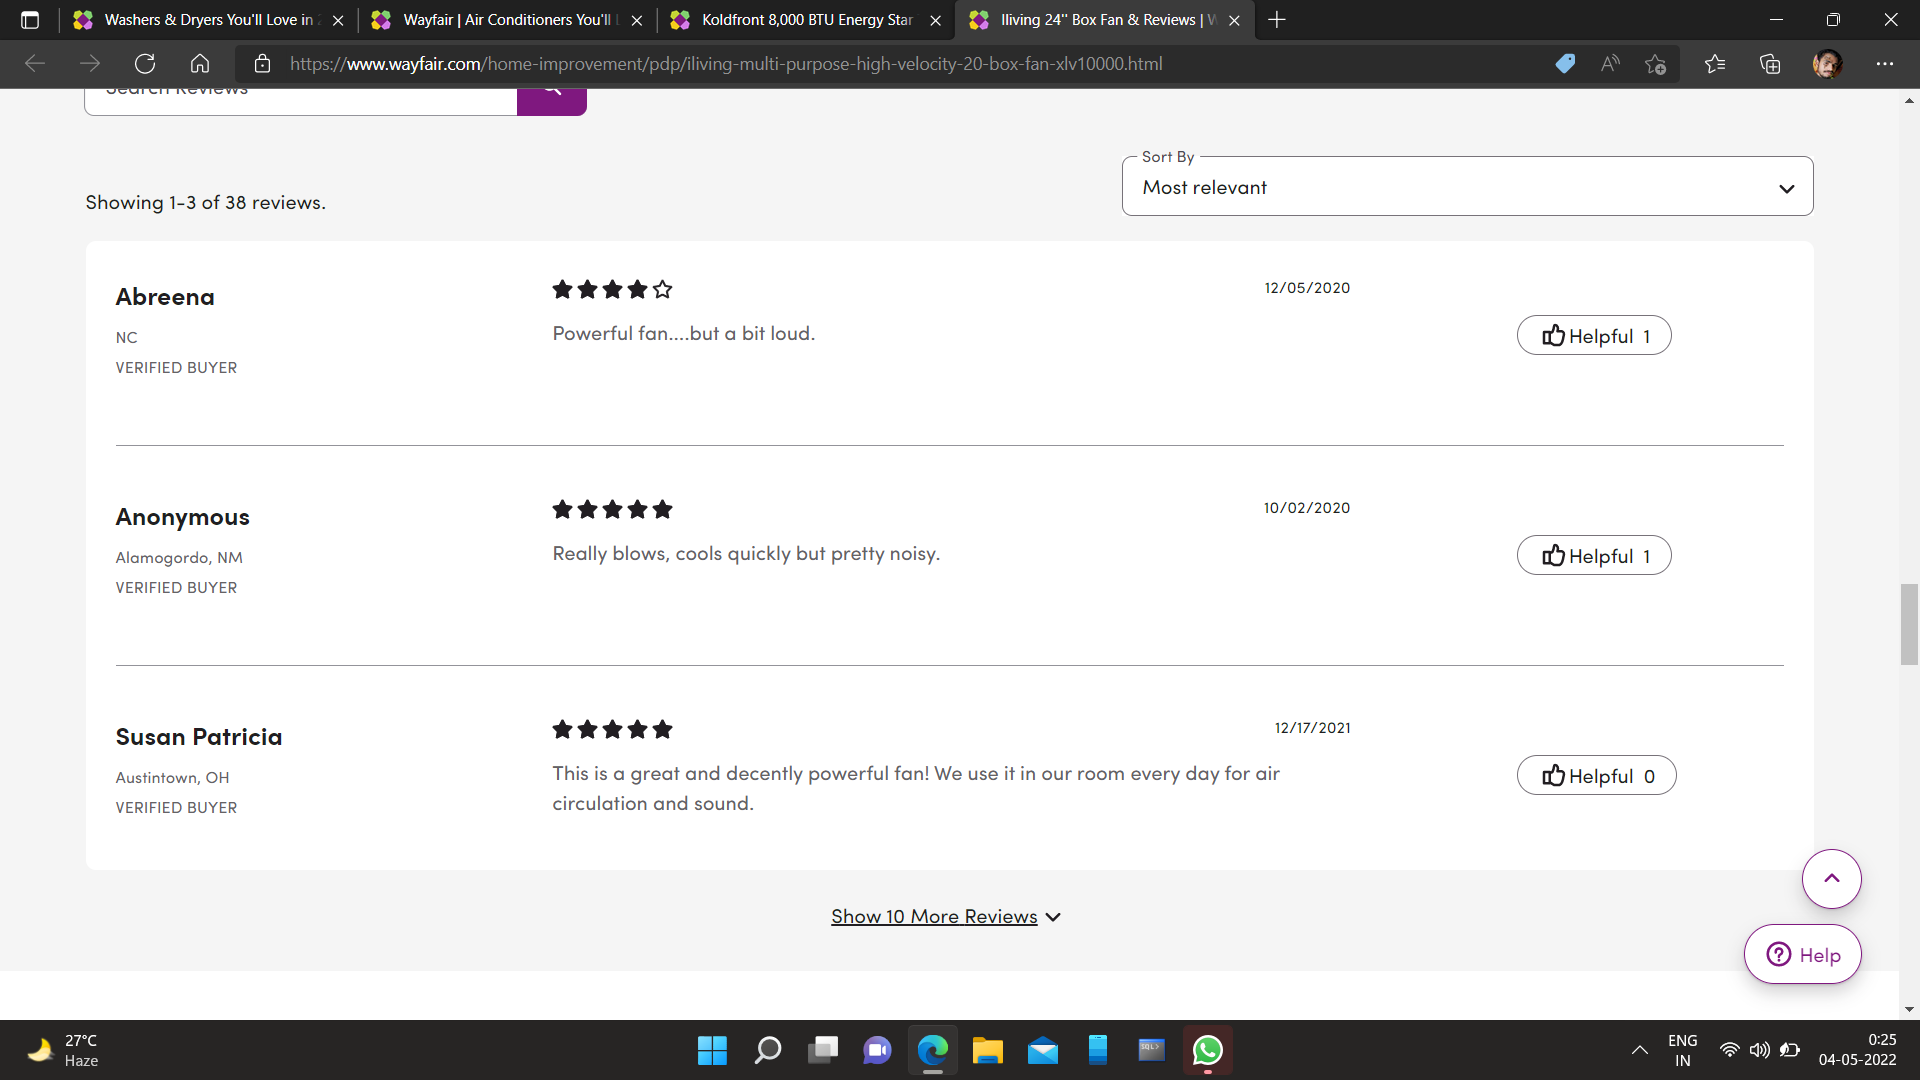 Washers & Dryers You'll Love in 2
Wayfair | Air Conditioners You'll L
Koldfront 8,000 BTU Energy Star
Iliving 24'' Box Fan & Reviews | W
https://www.wayfair.com/home-improvement/pdp/iliving-multi-purpose-high-velocity-20-box-fan-xlv10000.html
Search Reviews
Sort By
Most relevant
Showing 1-3 of 38 reviews.
Abreena
12/05/2020
NC
Powerful fan....but a bit loud.
Helpful 1
VERIFIED BUYER
Anonymous
10/02/2020
Alamogordo, NM
Really blows, cools quickly but pretty noisy.
Helpful 1
VERIFIED BUYER
Susan Patricia
12/17/2021
Austintown, OH
This is a great and decently powerful fan! We use it in our room every day for air
circulation and sound.
Helpful 0
VERIFIED BUYER
Show 10 More Reviews
Help
27°C
Haze
SQL>
ENG
IN
0:25
04-05-2022